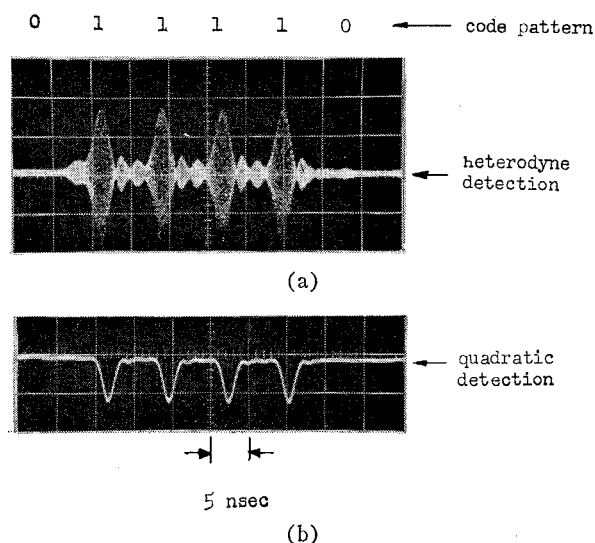 0 1 1 1 1 0 code pattern
heterodyne
detection
(a)
quadratic
detection
5 nsec
(b)